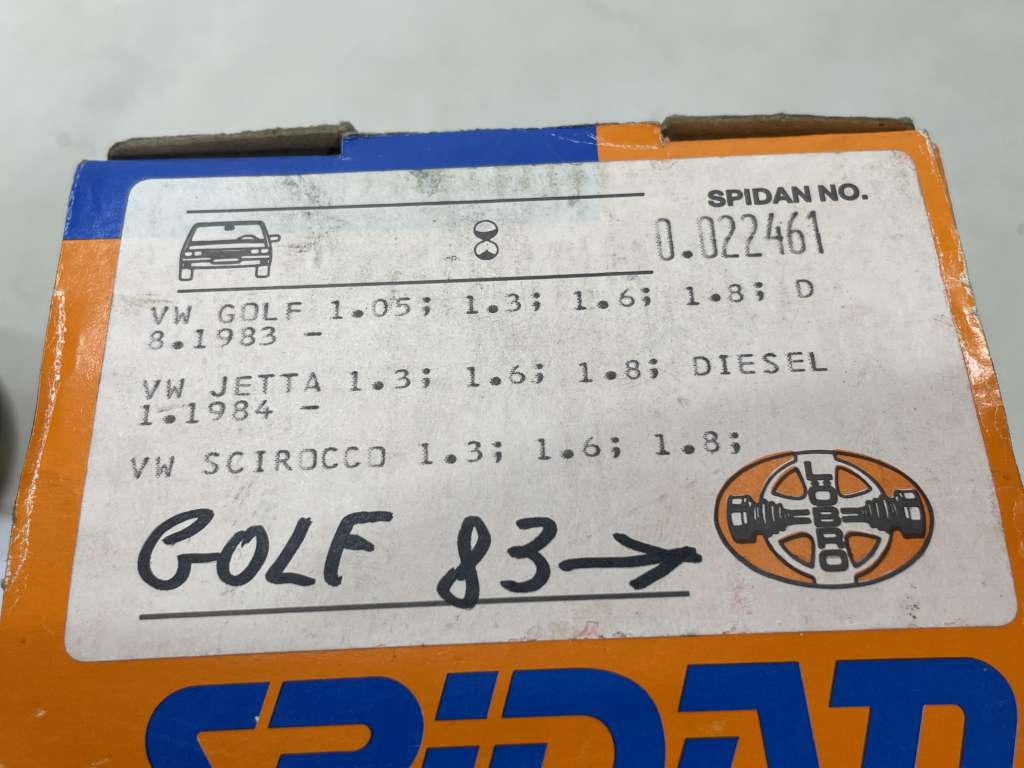 SPIDAN NO.
0.022461
VW GOLF 1.05; 1.3; 1.6; 1.8; D
8.1983 -
VW JETTA 1.3; 1.6; 1.8; DIESEL
1.1984 -
VW SCIROCCO 1.3; 1.6; 1.8;
GOLF 83→
LÖBRO
SPIDAN